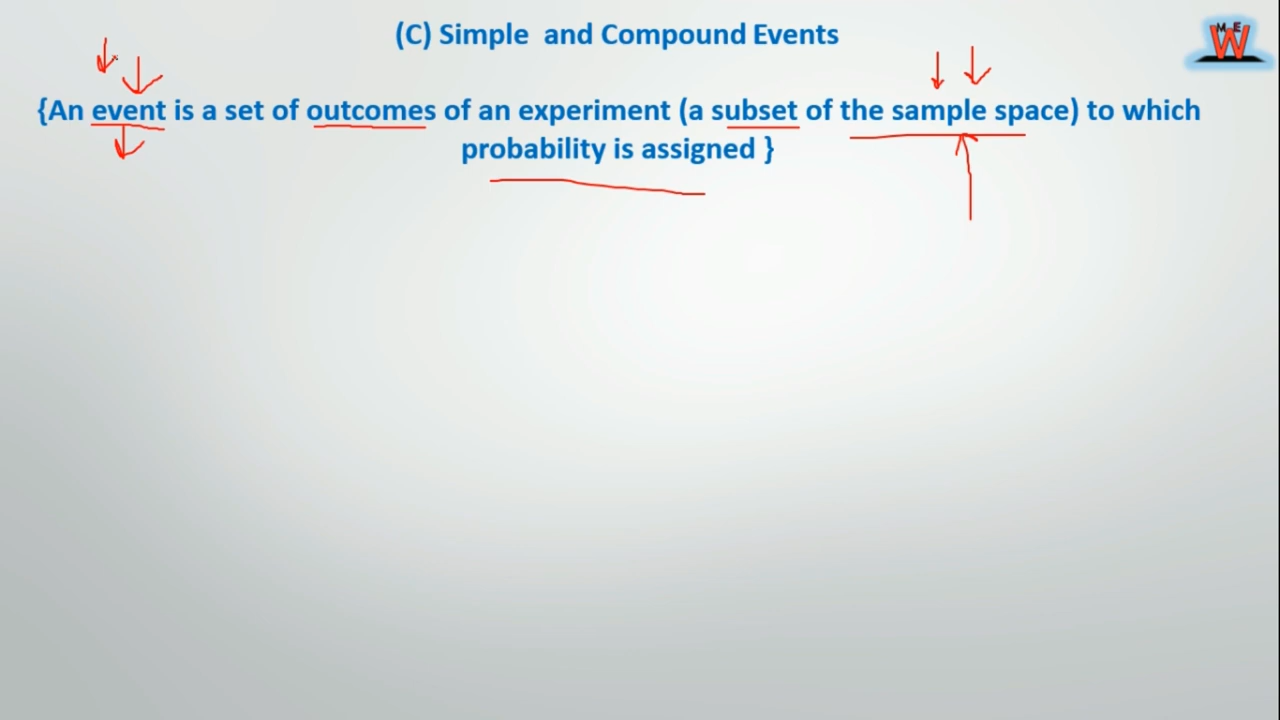 (C) Simple and Compound Events
M E
W
{An event is a set of outcomes of an experiment (a subset of the sample space) to which
probability is assigned }